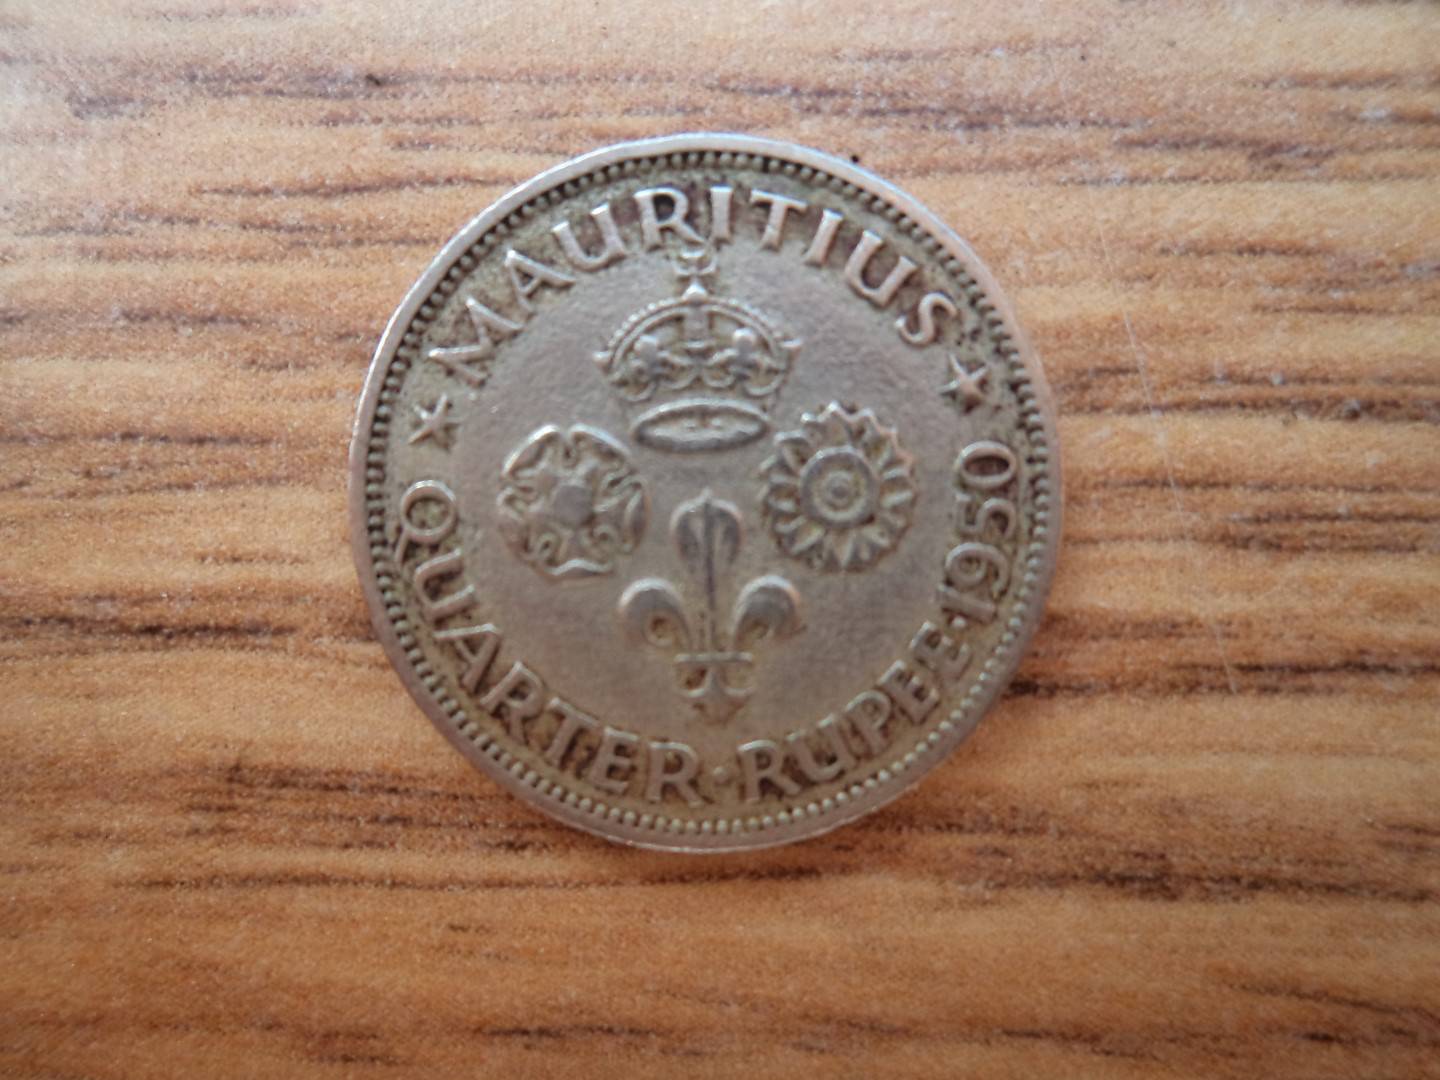 MAURITIUS
QUARTER · RUPEE · 1950